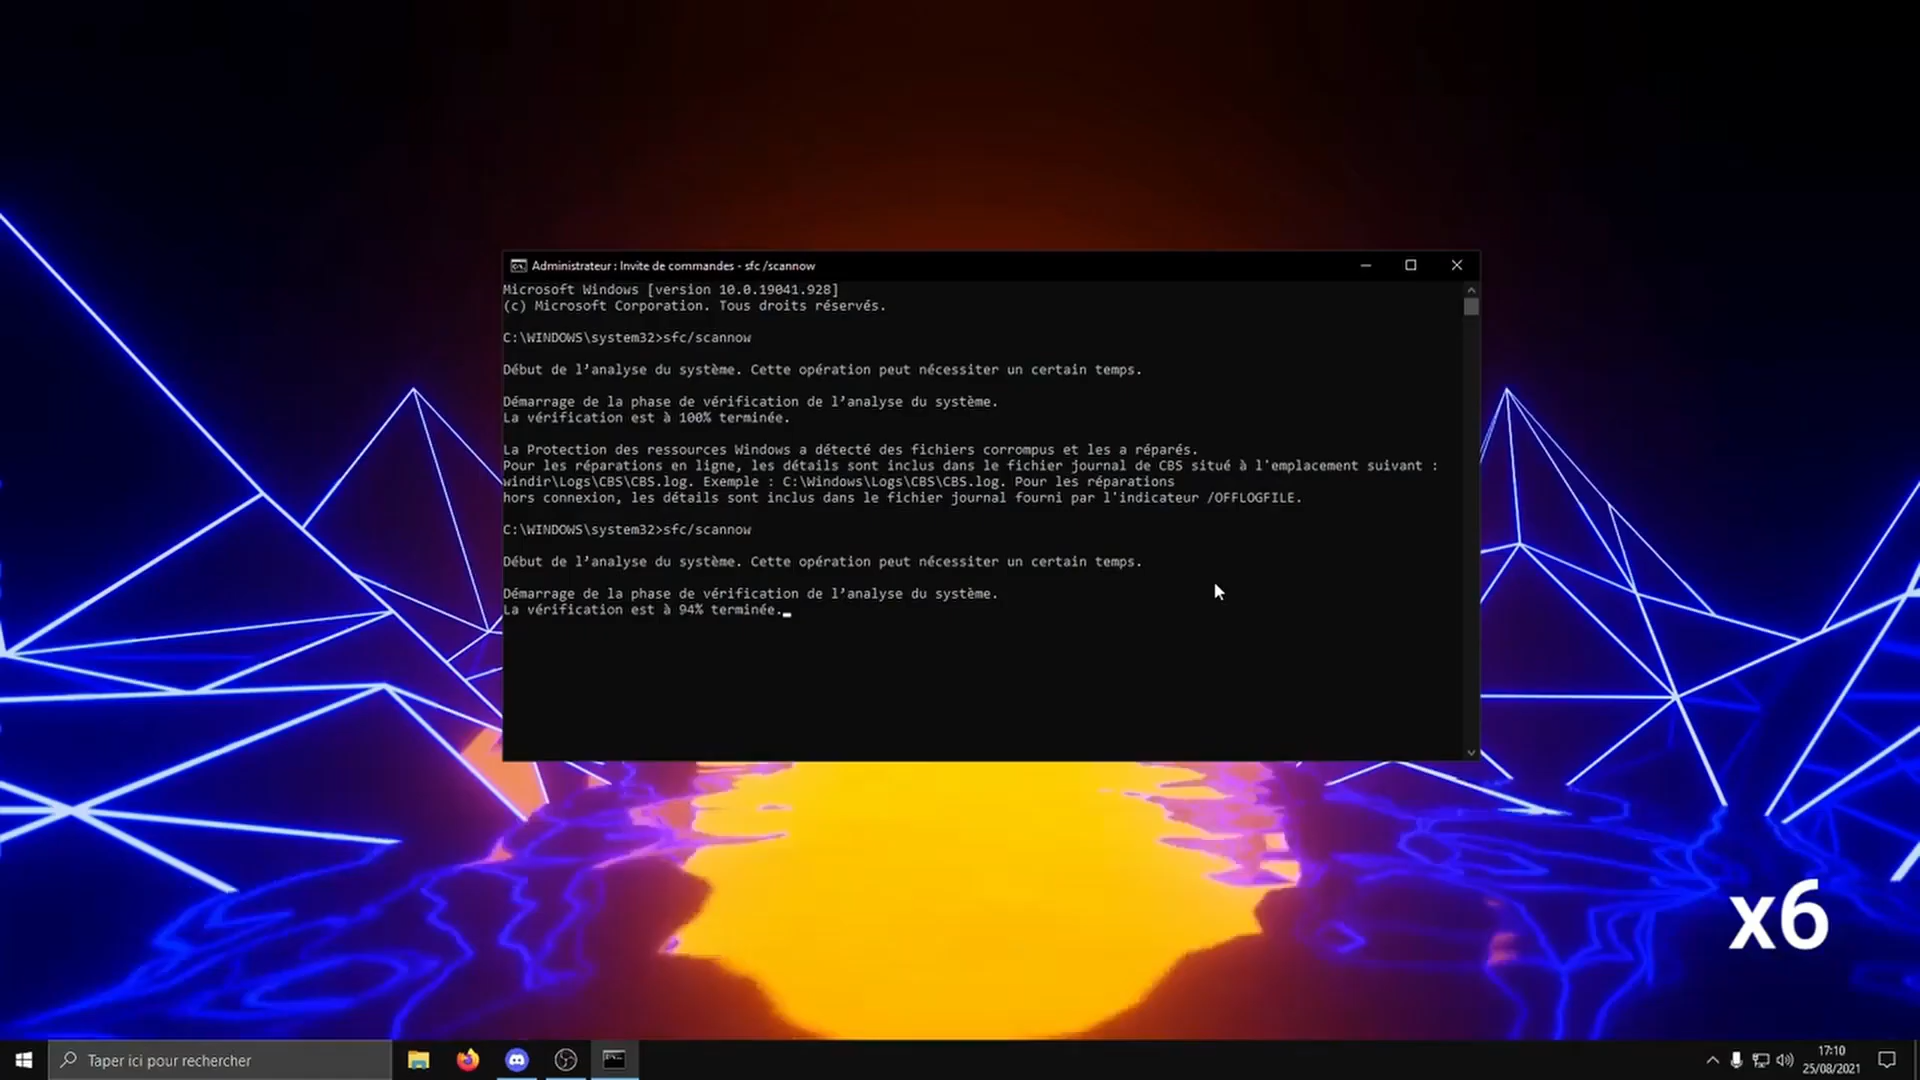 Administrateur : Invite de commandes - sfc /scannow
Microsoft Windows [version 10.0.19041.928]
(c) Microsoft Corporation. Tous droits réservés.
C:\WINDOWS\system32>sfc/scannow
Début de l’analyse du système. Cette opération peut nécessiter un certain temps.
Démarrage de la phase de vérification de l’analyse du système.
La vérification est à 100% terminée.
La Protection des ressources Windows a détecté des fichiers corrompus et les a réparés.
Pour les réparations en ligne, les détails sont inclus dans le fichier journal de CBS situé à l'emplacement suivant :
windir\Logs\CBS\CBS.log. Exemple : C:\Windows\Logs\CBS\CBS.log. Pour les réparations
hors connexion, les détails sont inclus dans le fichier journal fourni par l'indicateur /OFFLOGFILE.
C:\WINDOWS\system32>sfc/scannow
Début de l’analyse du système. Cette opération peut nécessiter un certain temps.
Démarrage de la phase de vérification de l’analyse du système.
La vérification est à 94% terminée.
x6
Taper ici pour rechercher
17:10
25/08/2021